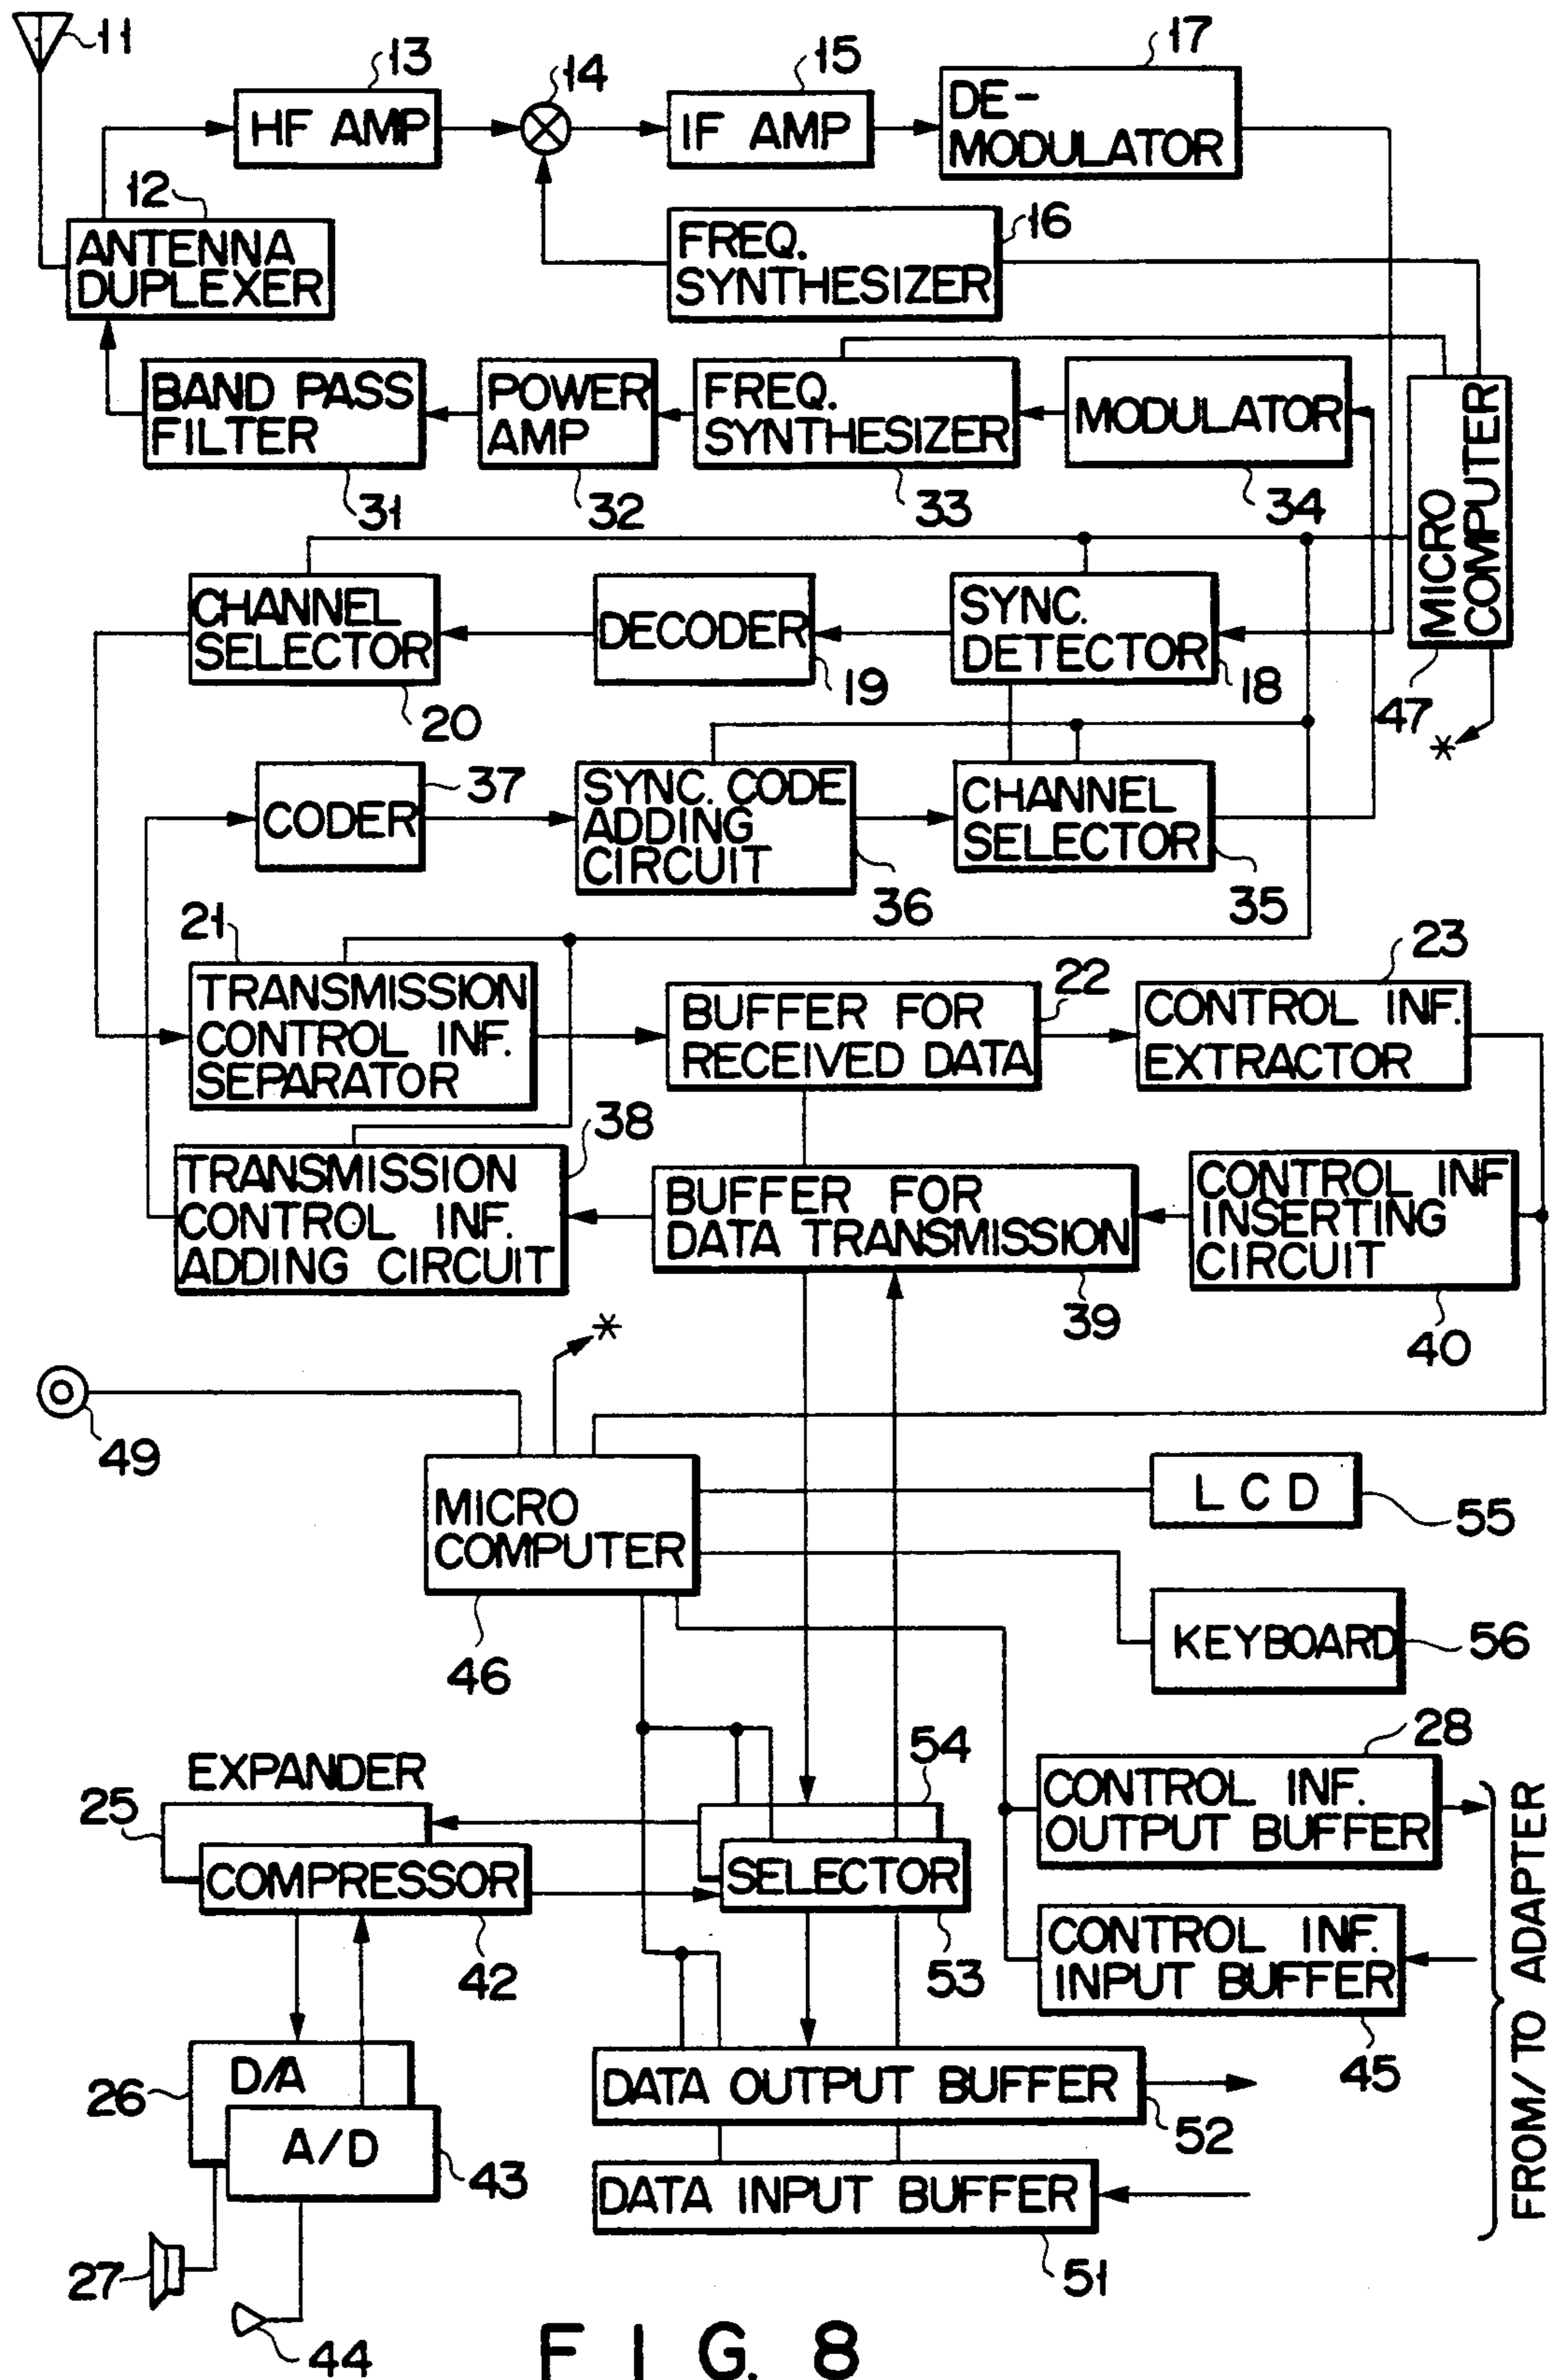 11
13
14
15
17
HF AMP
IF AMP
DE-
MODULATOR
12
16
ANTENNA
DUPLEXER
FREQ.
SYNTHESIZER
BAND PASS
FILTER
POWER
AMP
FREQ.
SYNTHESIZER
MODULATOR
MICRO
COMPUTER
31
32
33
34
CHANNEL
SELECTOR
DECODER
SYNC.
DETECTOR
20
19
18
47
*
CODER
37
SYNC. CODE
ADDING
CIRCUIT
CHANNEL
SELECTOR
36
35
21
TRANSMISSION
CONTROL INF.
SEPARATOR
BUFFER FOR
RECEIVED DATA
22
CONTROL INF.
EXTRACTOR
23
38
TRANSMISSION
CONTROL INF.
ADDING CIRCUIT
BUFFER FOR
DATA TRANSMISSION
CONTROL INF
INSERTING
CIRCUIT
39
40
*
49
MICRO
COMPUTER
LCD
55
KEYBOARD
56
46
EXPANDER
25
COMPRESSOR
42
54
SELECTOR
53
28
CONTROL INF.
OUTPUT BUFFER
CONTROL INF.
INPUT BUFFER
45
FROM/TO ADAPTER
D/A
26
A/D
43
DATA OUTPUT BUFFER
52
DATA INPUT BUFFER
51
27
44
FIG. 8